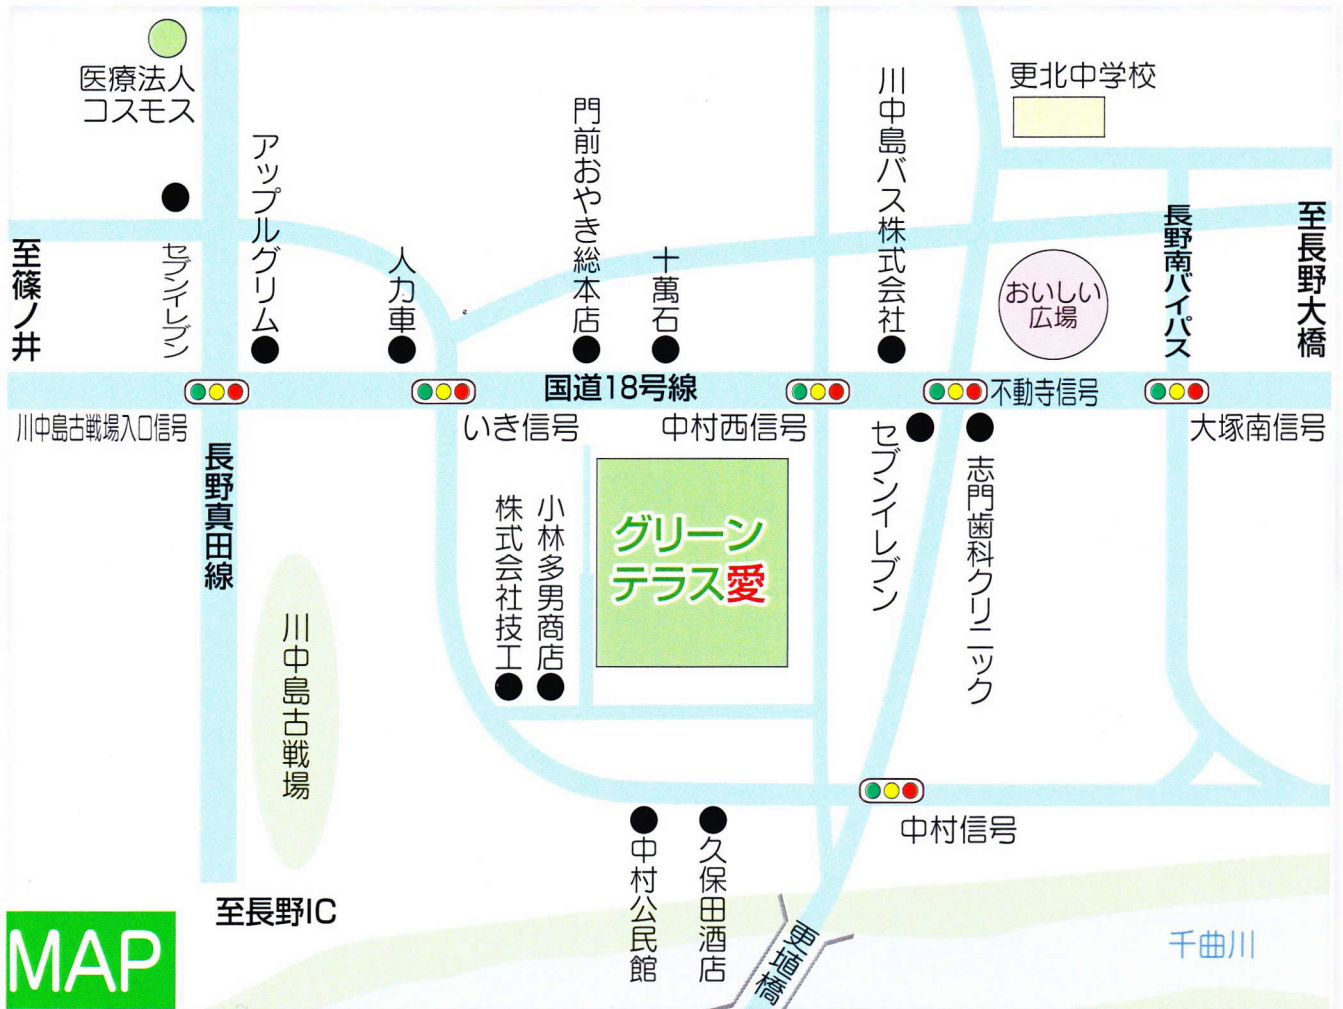 医療法人
コスモス
更北中学校
川中島バス株式会社
門前おやき総本店
アップルグリム
セブンイレブン
人力車
十萬石
おいしい
広場
長野南バイパス
至長野大橋
至篠ノ井
国道18号線
川中島古戦場入口信号
いき信号
中村西信号
不動寺信号
大塚南信号
長野真田線
株式会社技工
小林多男商店
グリーン
テラス愛
セブンイレブン
志門歯科クリニック
川中島古戦場
中村信号
中村公民館
久保田酒店
至長野IC
更埴橋
千曲川
MAP